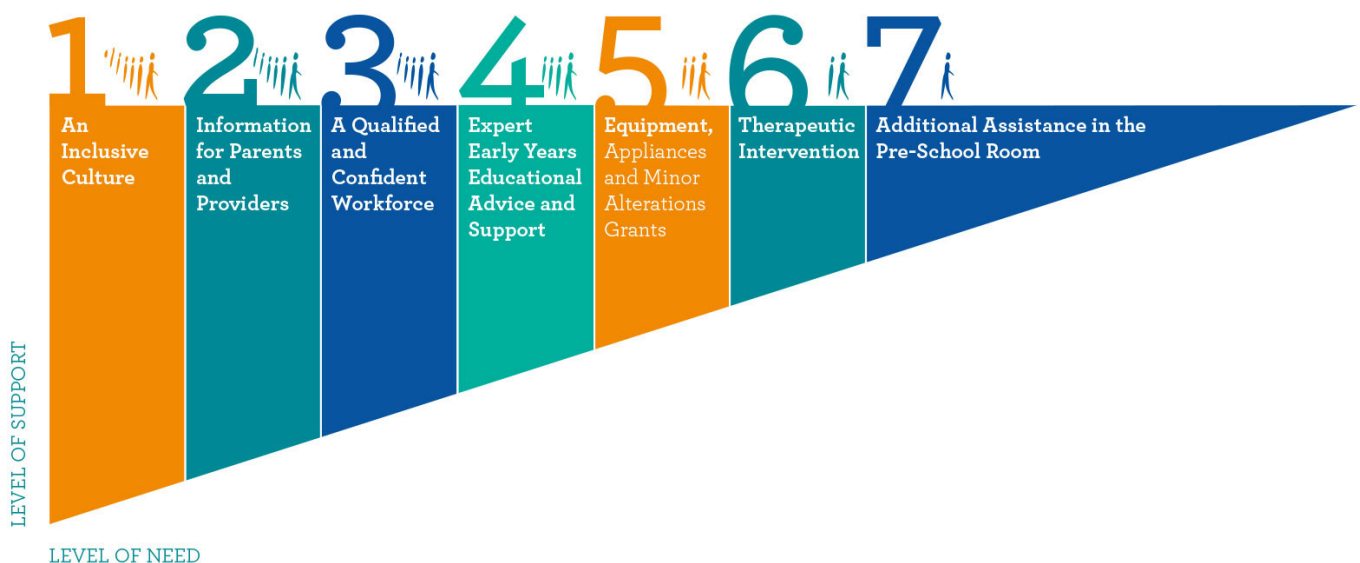 1
An
Inclusive
Culture
2
Information
for Parents
and
Providers
3
A Qualified
and
Confident
Workforce
4
Expert
Early Years
Educational
Advice and
Support
5
Equipment,
Appliances
and Minor
Alterations
Grants
6
Therapeutic
Intervention
7
Additional Assistance in the
Pre-School Room
LEVEL OF SUPPORT
LEVEL OF NEED